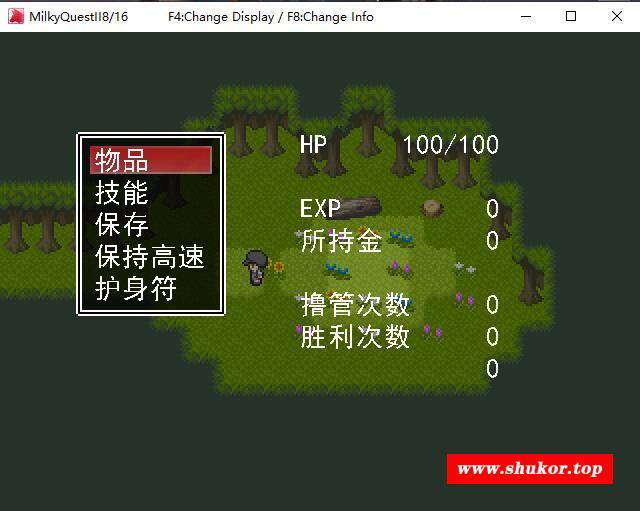 MilkyQuestII8/16 F4:Change Display / F8:Change Info
物品
技能
保存
保持高速
护身符
HP 100/100
EXP 0
所持金 0
撸管次数 0
胜利次数 0
0
www.shukor.top